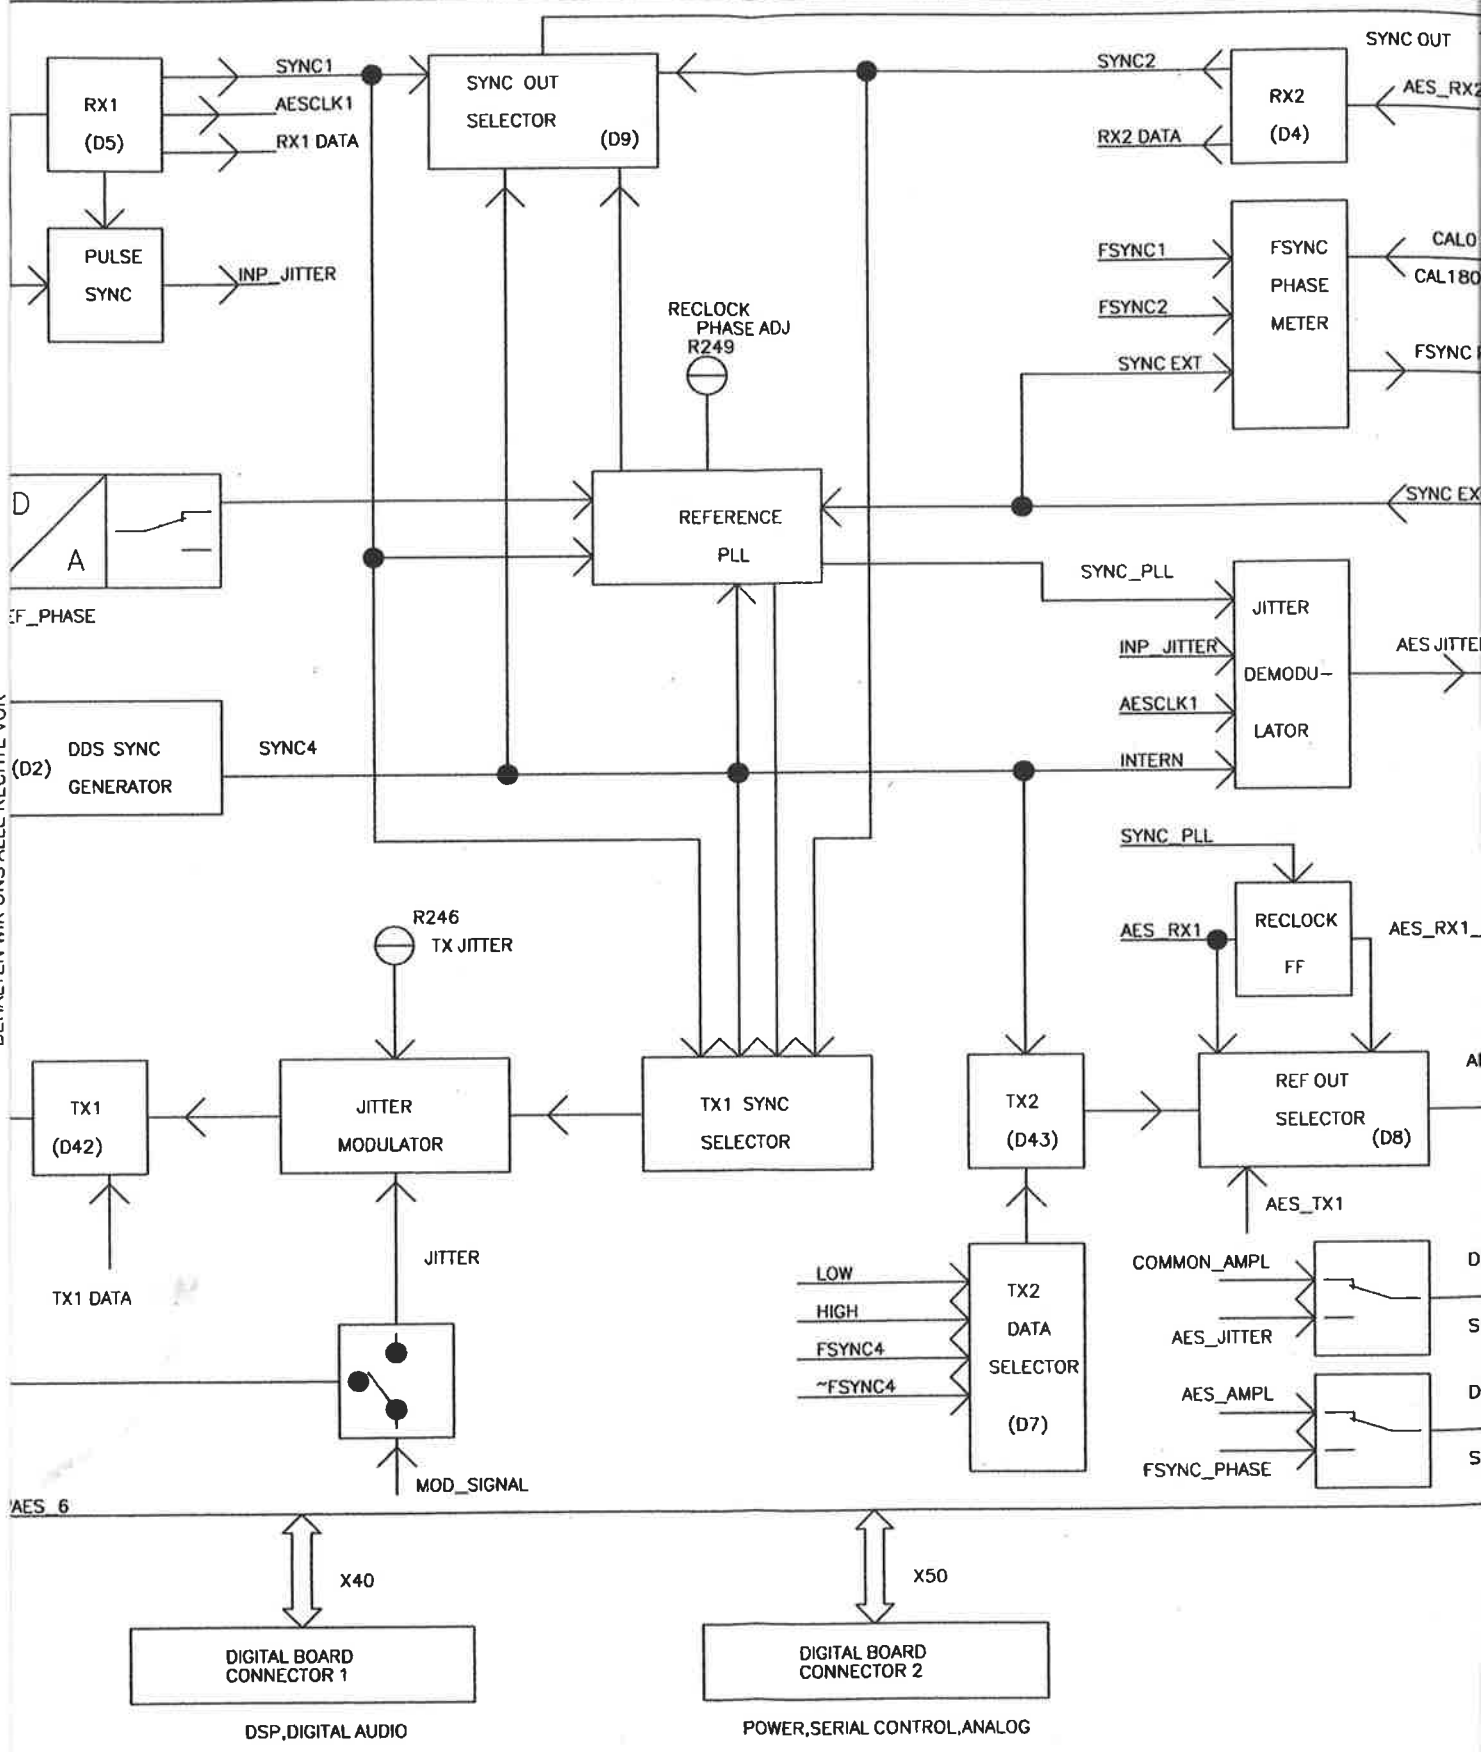 SYNC OUT
SYNC1
SYNC OUT
SELECTOR
(D9)
SYNC2
RX1
(D5)
AESCLK1
RX1 DATA
RX2
(D4)
AES_RX2
RX2 DATA
PULSE
SYNC
INP_JITTER
FSYNC1
FSYNC2
SYNC EXT
FSYNC
PHASE
METER
CAL0
CAL180
FSYNC
RECLOCK
PHASE ADJ
R249
D
A
REFERENCE
PLL
SYNC EX
EF_PHASE
SYNC_PLL
INP_JITTER
AESCLK1
INTERN
JITTER
DEMODU-
LATOR
AES JITTE
(D2)
DDS SYNC
GENERATOR
SYNC4
SYNC_PLL
AES_RX1
RECLOCK
FF
AES_RX1_
R246
TX JITTER
TX1
(D42)
JITTER
MODULATOR
TX1 SYNC
SELECTOR
TX2
(D43)
REF OUT
SELECTOR
(D8)
AES_TX1
JITTER
TX1 DATA
LOW
HIGH
FSYNC4
~FSYNC4
TX2
DATA
SELECTOR
(D7)
COMMON_AMPL
AES_JITTER
D
S
AES_AMPL
FSYNC_PHASE
D
S
MOD_SIGNAL
AES_6
X40
X50
DIGITAL BOARD
CONNECTOR 1
DIGITAL BOARD
CONNECTOR 2
DSP,DIGITAL AUDIO
POWER,SERIAL CONTROL,ANALOG